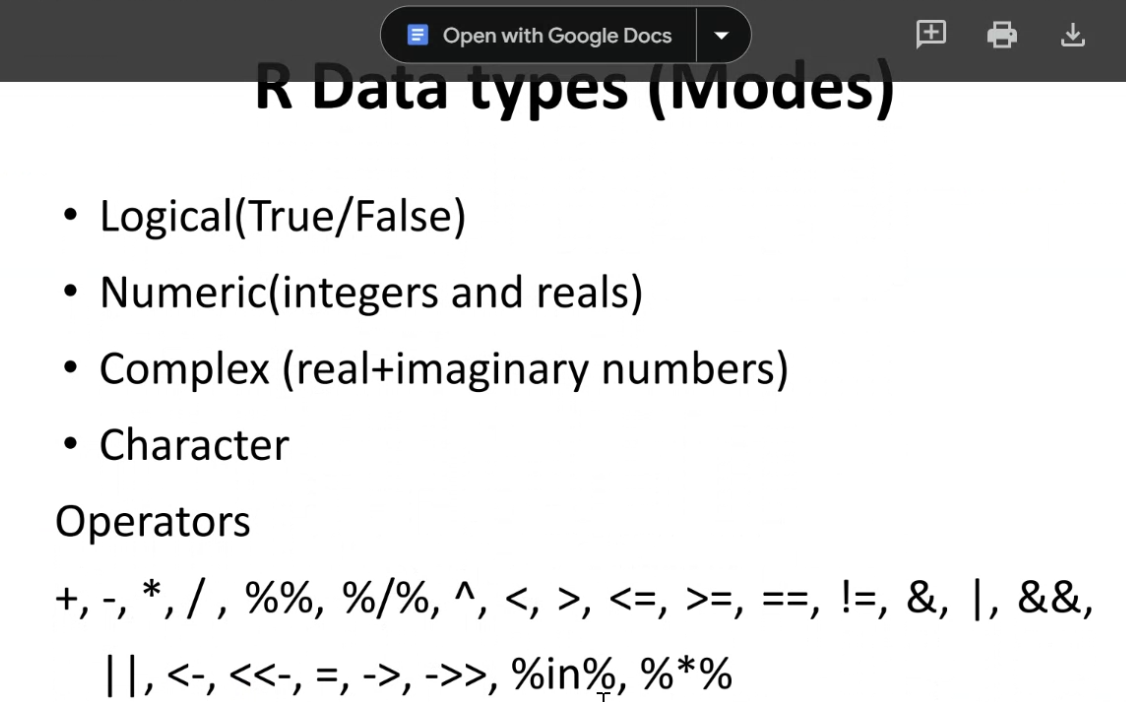 Open with Google Docs
R Data types (Modes)
• Logical(True/False)
• Numeric(integers and reals)
• Complex (real+imaginary numbers)
• Character
Operators
+, -, *, / , %%, %/%, ^, <, >, <=, >=, ==, !=, &, |, &&,
||, <-, <<-, =, ->, ->>, %in%, %*%